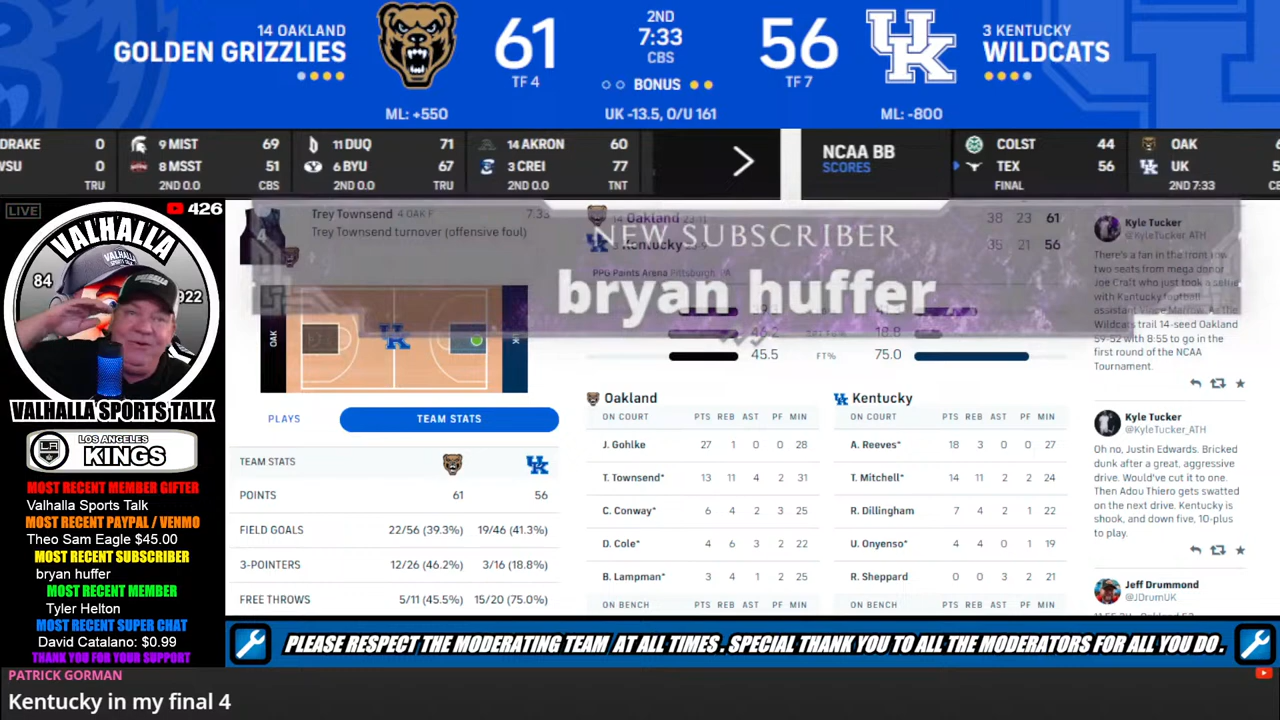 14 OAKLAND
GOLDEN GRIZZLIES
61
TF 4
ML: +550
2ND
7:33
CBS
BONUS
UK -13.5, O/U 161
56
TF 7
3 KENTUCKY
WILDCATS
ML: -800
DRAKE 0
WSU 0
TRU
9 MIST 69
8 MSST 51
2ND 0.0 CBS
11 DUQ 71
6 BYU 67
2ND 0.0 TRU
14 AKRON 60
3 CREI 77
2ND 0.0 TNT
NCAA BB
SCORES
COLST 44
TEX 56
FINAL
OAK
UK
2ND 7:33
LIVE
426
VALHALLA
84
VALHALLA SPORTS TALK
LOS ANGELES
KINGS
MOST RECENT MEMBER GIFTER
Valhalla Sports Talk
MOST RECENT PAYPAL / VENMO
Theo Sam Eagle $45.00
MOST RECENT SUBSCRIBER
bryan huffer
MOST RECENT MEMBER
Tyler Helton
MOST RECENT SUPER CHAT
David Catalano: $0.99
THANK YOU FOR YOUR SUPPORT
Trey Townsend 4 OAK F 7:33
Trey Townsend turnover (offensive foul)
NEW SUBSCRIBER
bryan huffer
14 Oakland 38 23 61
Kentucky 35 21 56
PPG Paints Arena Pittsburgh, PA
46.2 18.8
45.5 FT% 75.0
OAK
PLAYS
TEAM STATS
TEAM STATS
POINTS 61 56
FIELD GOALS 22/56 (39.3%) 19/46 (41.3%)
3-POINTERS 12/26 (46.2%) 3/16 (18.8%)
FREE THROWS 5/11 (45.5%) 15/20 (75.0%)
Oakland
ON COURT PTS REB AST PF MIN
J. Gohlke 27 1 0 0 28
T. Townsend* 13 11 4 2 31
C. Conway* 6 4 2 3 25
D. Cole* 4 6 3 2 22
B. Lampman* 3 4 1 2 25
ON BENCH PTS REB AST PF MIN
Kentucky
ON COURT PTS REB AST PF MIN
A. Reeves* 18 3 0 0 27
T. Mitchell* 14 11 2 2 24
R. Dillingham 7 4 2 1 22
U. Onyenso* 4 4 0 1 19
R. Sheppard 0 0 3 2 21
ON BENCH PTS REB AST PF MIN
Kyle Tucker
@KyleTucker_ATH
There's a fan in the front row,
two seats from mega donor
Joe Craft who just took a selfie
with Kentucky football
assistant Vince Marrow. As the
Wildcats trail 14-seed Oakland
59-52 with 8:55 to go in the
first round of the NCAA
Tournament.
Kyle Tucker
@KyleTucker_ATH
Oh no, Justin Edwards. Bricked
dunk after a great, aggressive
drive. Would've cut it to one.
Then Adou Thiero gets swatted
on the next drive. Kentucky is
shook, and down five, 10-plus
to play.
Jeff Drummond
@JDrumUK
PLEASE RESPECT THE MODERATING TEAM AT ALL TIMES. SPECIAL THANK YOU TO ALL THE MODERATORS FOR ALL YOU DO.
PATRICK GORMAN
Kentucky in my final 4